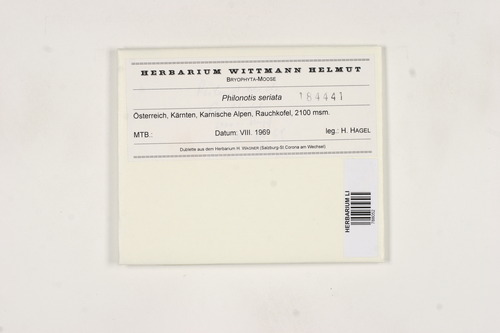 HERBARIUM WITTMANN HELMUT
BRYOPHYTA-MOOSE
Philonotis seriata 184441
Österreich, Kärnten, Karnische Alpen, Rauchkofel, 2100 msm.
MTB.: Datum: VIII. 1969 leg.: H. HAGEL
Dublette aus dem Herbarium H. WAGNER (Salzburg-St.Corona am Wechsel)
HERBARIUM LI